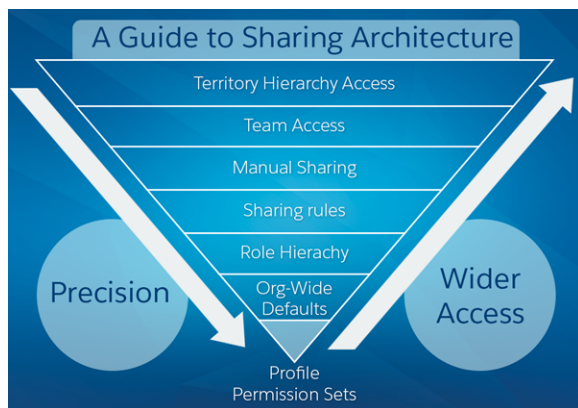 A Guide to Sharing Architecture
Territory Hierarchy Access
Team Access
Manual Sharing
Sharing rules
Role Hierachy
Org-Wide
Defaults
Precision
Wider
Access
Profile
Permission Sets